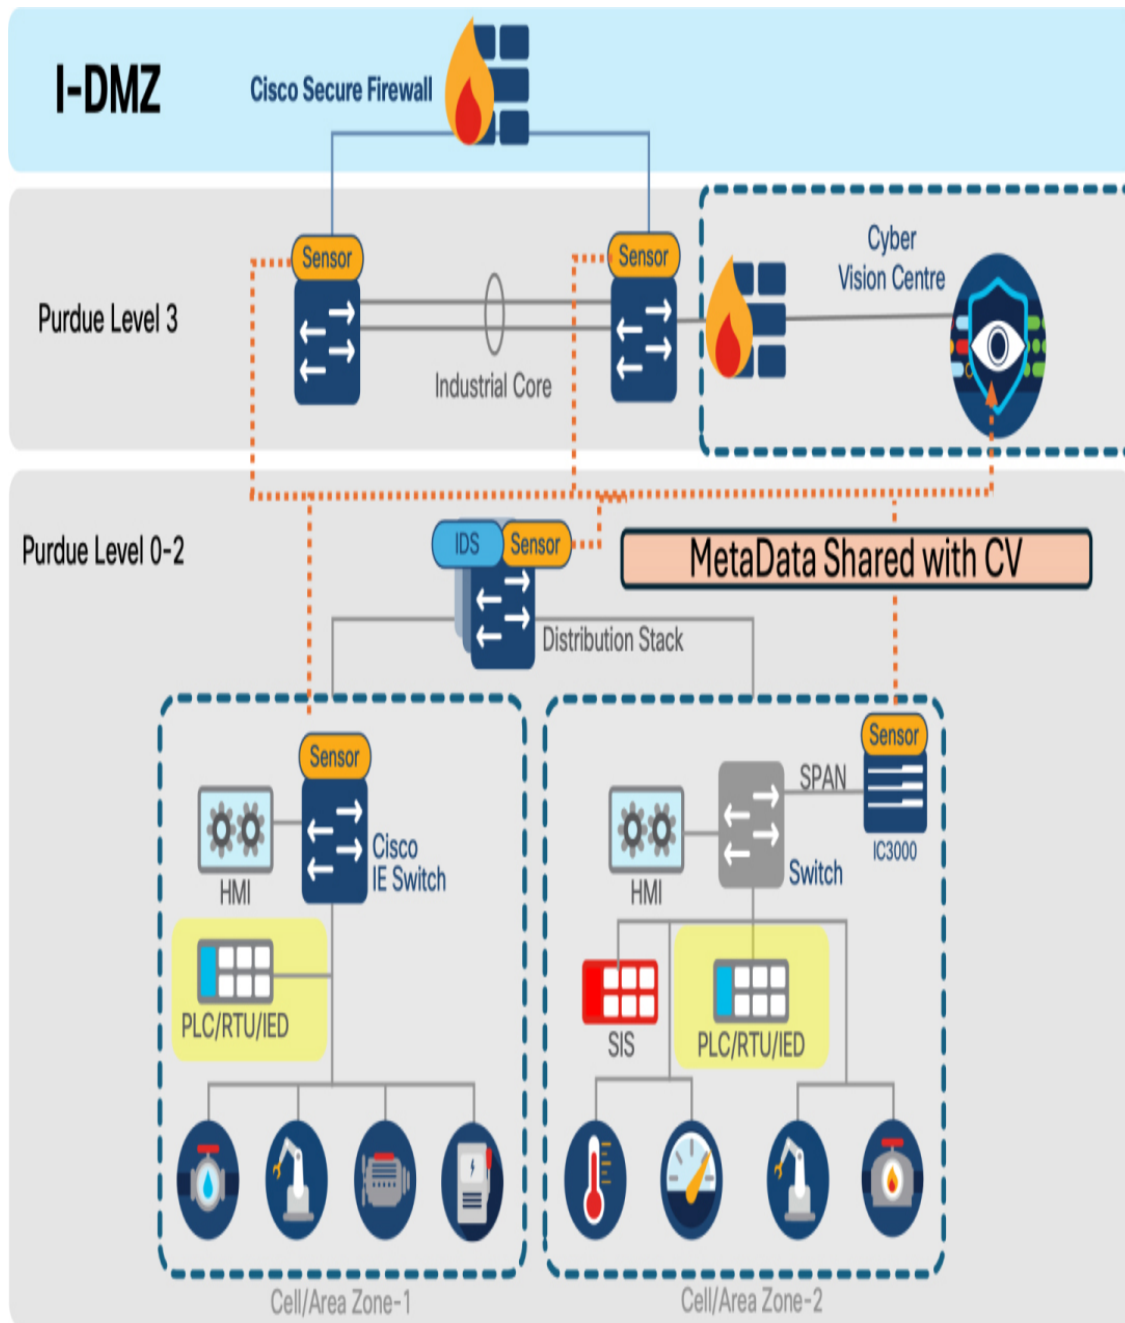 I-DMZ
Cisco Secure Firewall
Sensor
Sensor
Cyber
Vision Centre
Purdue Level 3
Industrial Core
Purdue Level 0-2
IDS
Sensor
MetaData Shared with CV
Distribution Stack
Sensor
Sensor
SPAN
Cisco
IE Switch
IC3000
HMI
HMI
Switch
PLC/RTU/IED
SIS
PLC/RTU/IED
Cell/Area Zone-1
Cell/Area Zone-2